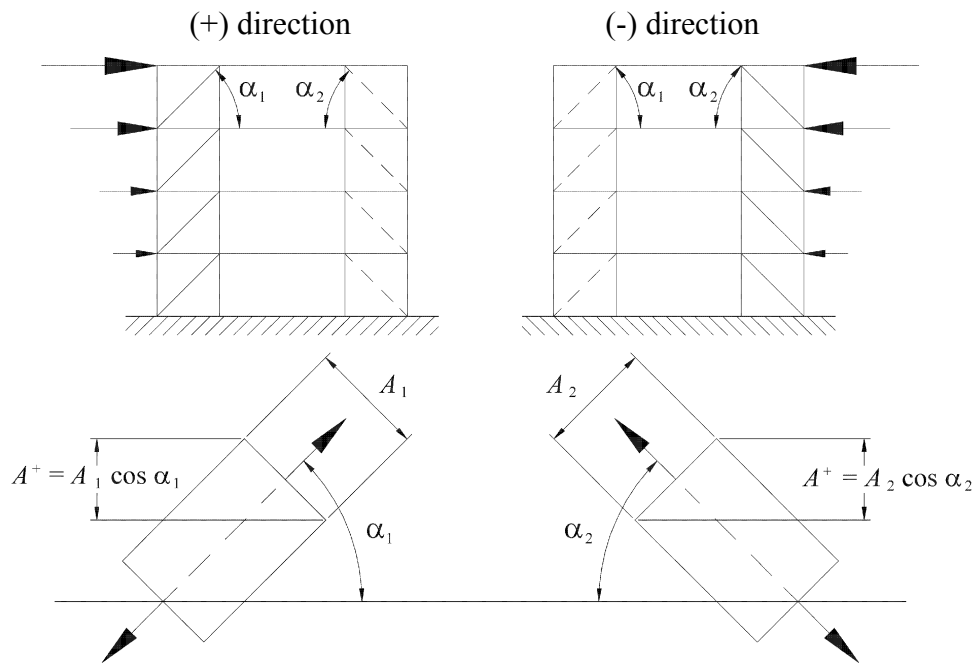 (+) direction
(-) direction
α₁ α₂
α₁ α₂
A₁
A₂
A⁺ = A₁ cos α₁
A⁺ = A₂ cos α₂
α₁
α₂